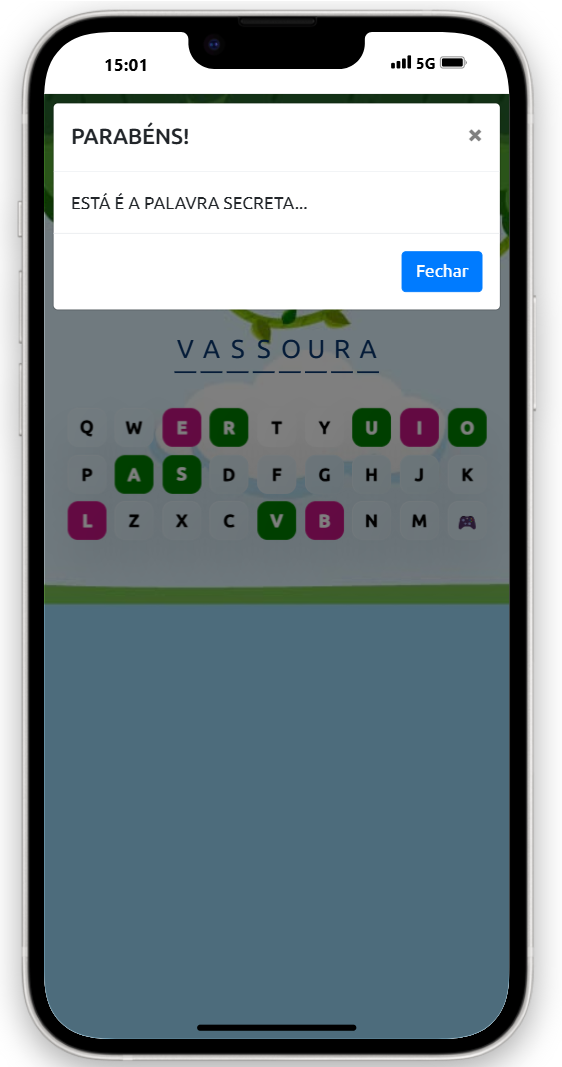 15:01 5G
PARABÉNS! ×
ESTÁ É A PALAVRA SECRETA...
Fechar
V A S S O U R A
Q W E R T Y U I O
P A S D F G H J K
L Z X C V B N M